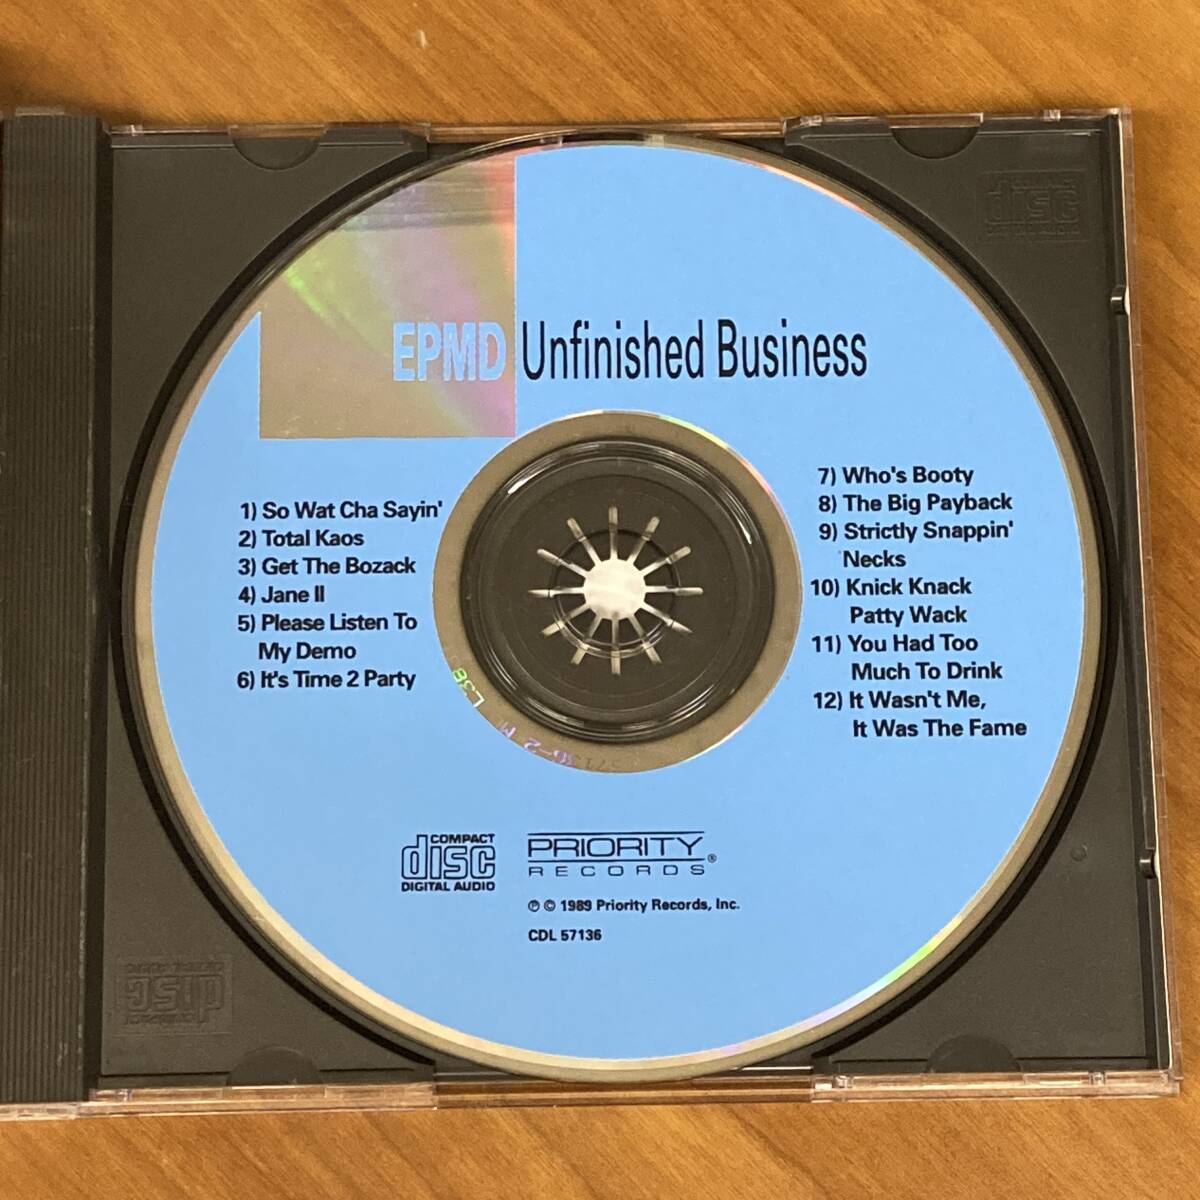 EPMD Unfinished Business
1) So Wat Cha Sayin'
2) Total Kaos
3) Get The Bozack
4) Jane II
5) Please Listen To
My Demo
6) It's Time 2 Party
7) Who's Booty
8) The Big Payback
9) Strictly Snappin'
Necks
10) Knick Knack
Patty Wack
11) You Had Too
Much To Drink
12) It Wasn't Me,
It Was The Fame
L38
COMPACT
disc
DIGITAL AUDIO
PRIORITY
RECORDS®
℗ © 1989 Priority Records, Inc.
CDL 57136
disc
disc